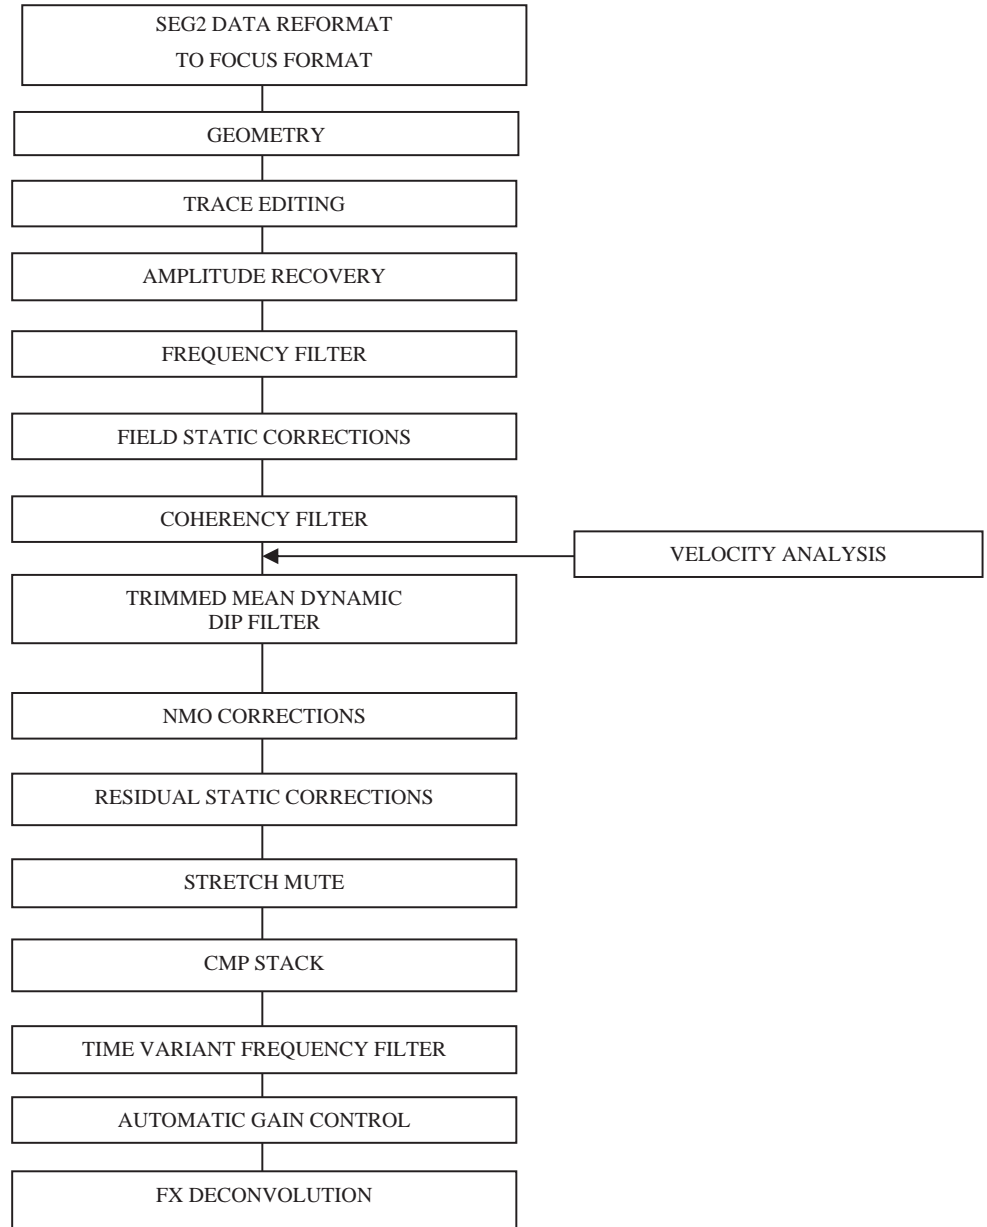 SEG2 DATA REFORMAT
TO FOCUS FORMAT
GEOMETRY
TRACE EDITING
AMPLITUDE RECOVERY
FREQUENCY FILTER
FIELD STATIC CORRECTIONS
COHERENCY FILTER
VELOCITY ANALYSIS
TRIMMED MEAN DYNAMIC
DIP FILTER
NMO CORRECTIONS
RESIDUAL STATIC CORRECTIONS
STRETCH MUTE
CMP STACK
TIME VARIANT FREQUENCY FILTER
AUTOMATIC GAIN CONTROL
FX DECONVOLUTION